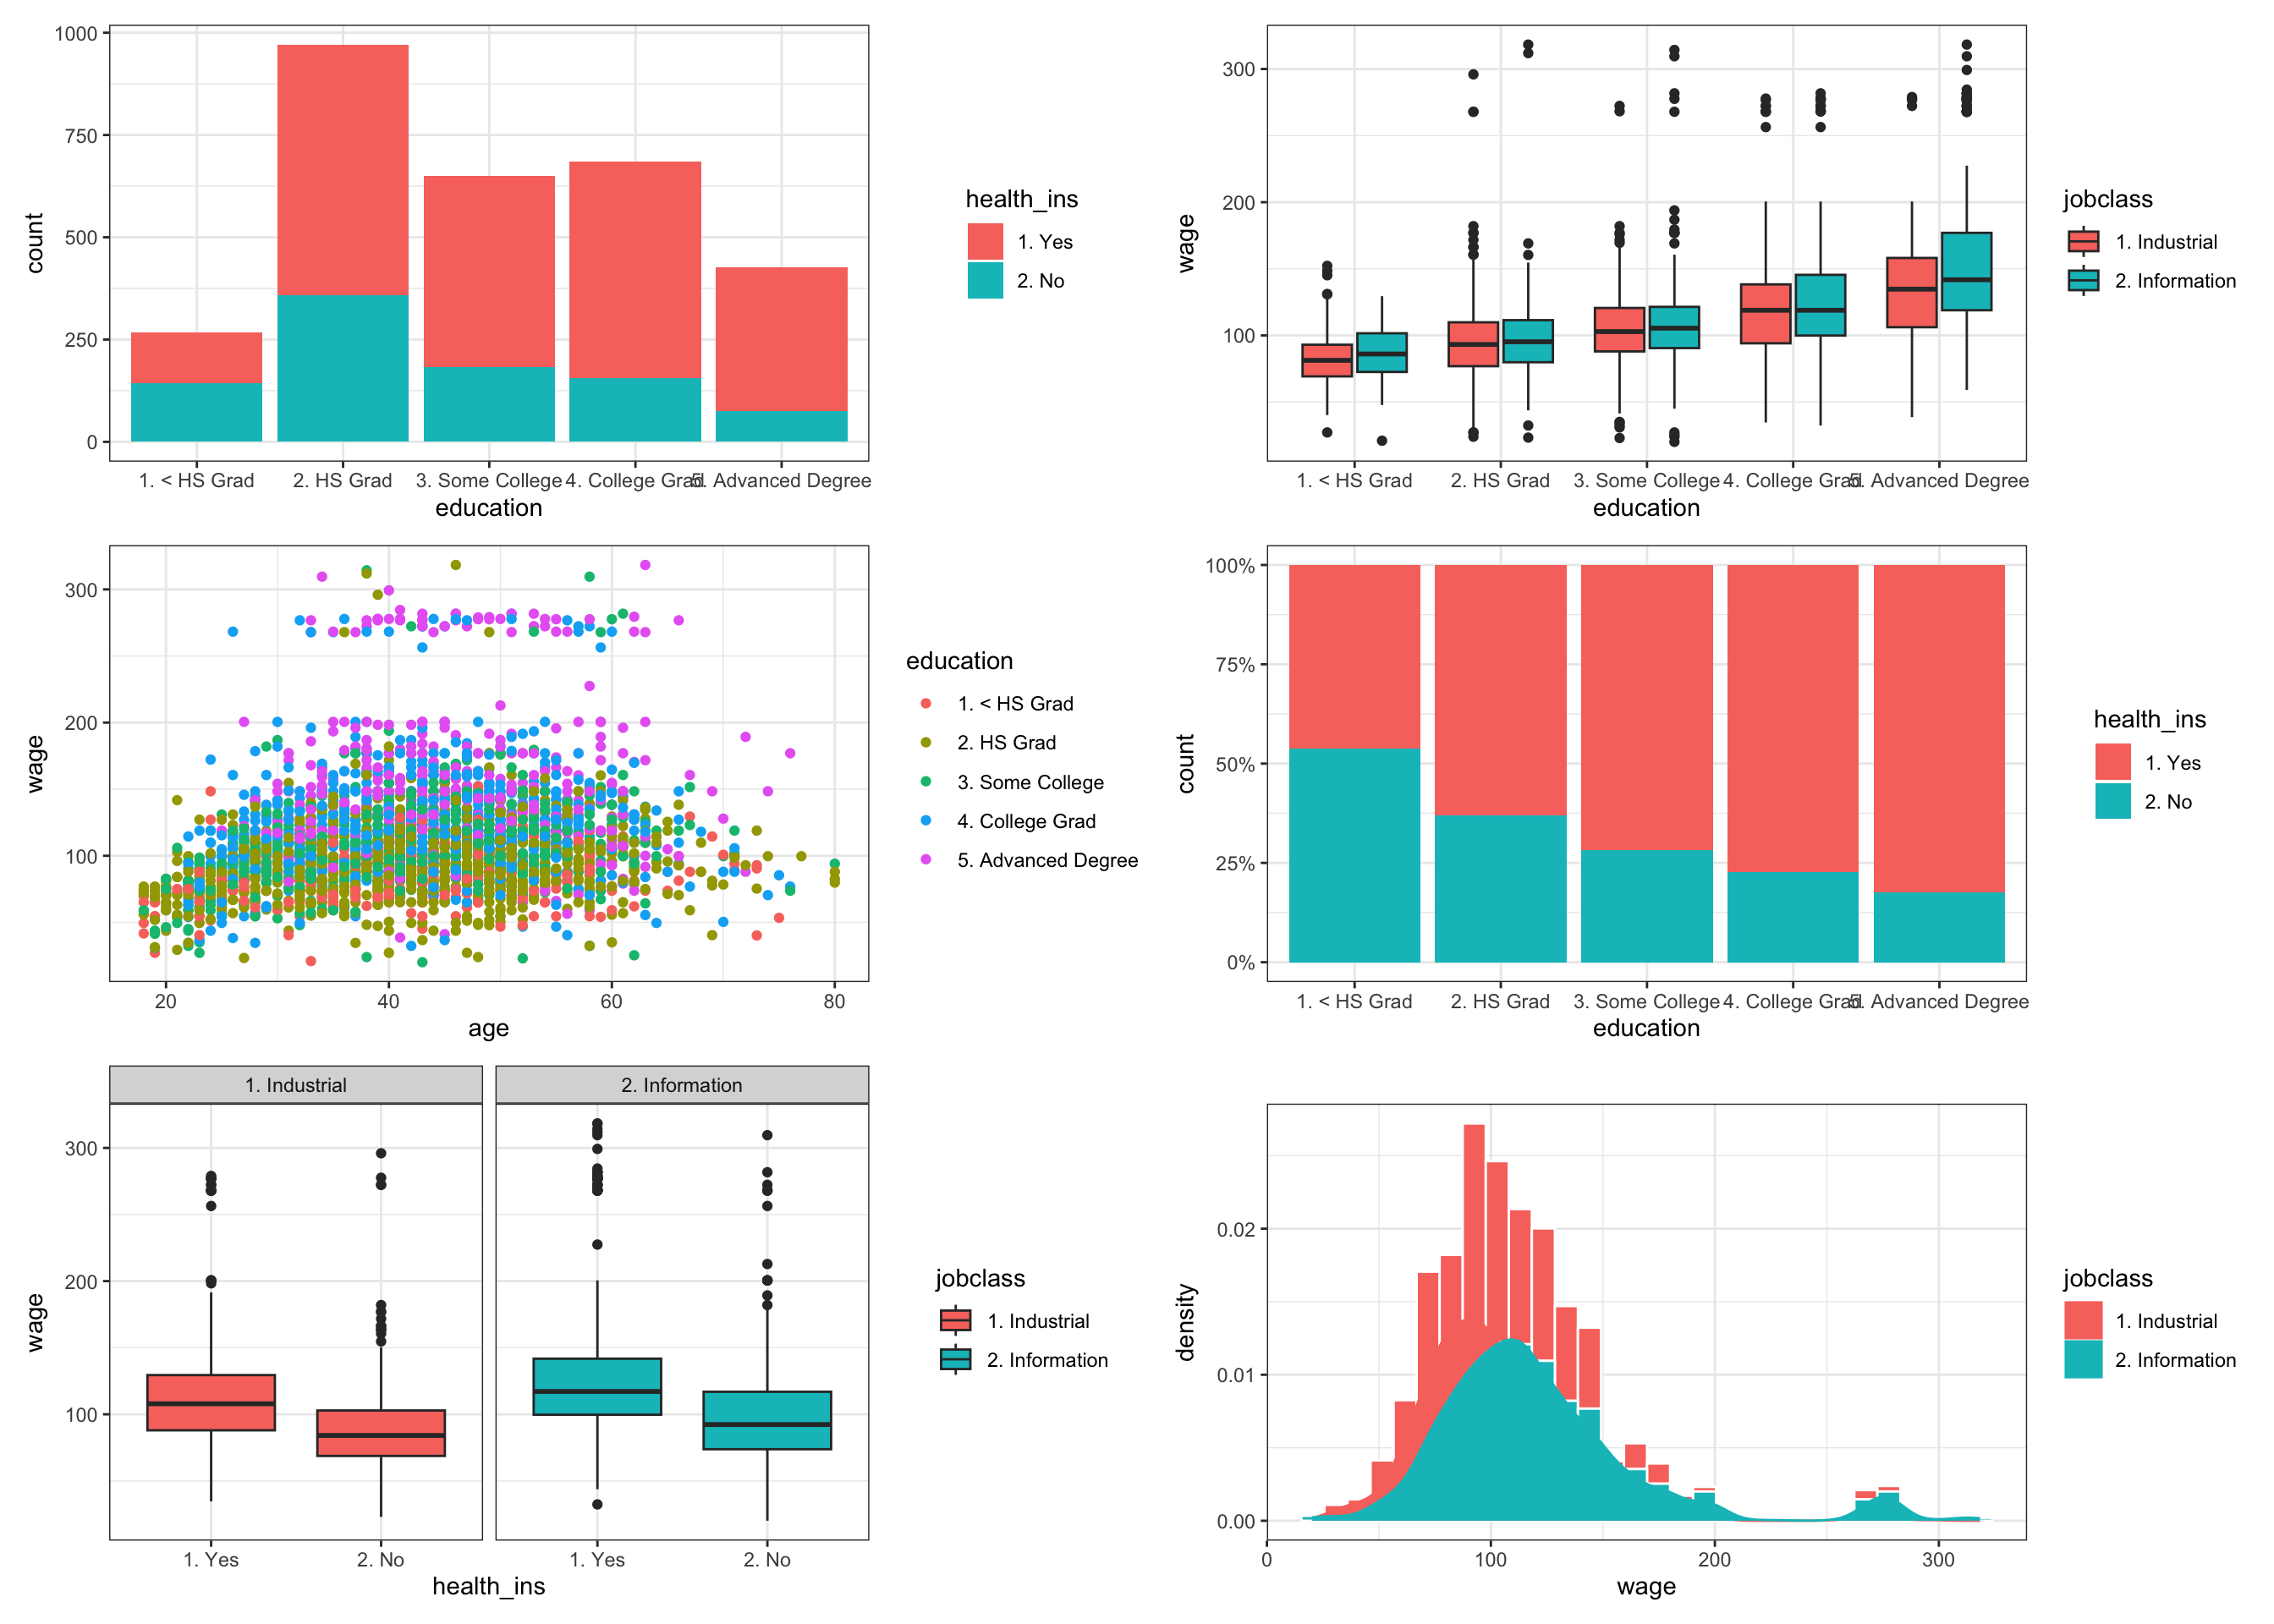 1000
750
500
250
0
count
1. < HS Grad
2. HS Grad
3. Some College
4. College Grad
5. Advanced Degree
education
health_ins
1. Yes
2. No
300
200
100
wage
1. < HS Grad
2. HS Grad
3. Some College
4. College Grad
5. Advanced Degree
education
jobclass
1. Industrial
2. Information
300
200
100
wage
20
40
60
80
age
education
1. < HS Grad
2. HS Grad
3. Some College
4. College Grad
5. Advanced Degree
100%
75%
50%
25%
0%
count
1. < HS Grad
2. HS Grad
3. Some College
4. College Grad
5. Advanced Degree
education
health_ins
1. Yes
2. No
1. Industrial
2. Information
300
200
100
wage
1. Yes
2. No
1. Yes
2. No
health_ins
jobclass
1. Industrial
2. Information
0.02
0.01
0.00
density
0
100
200
300
wage
jobclass
1. Industrial
2. Information